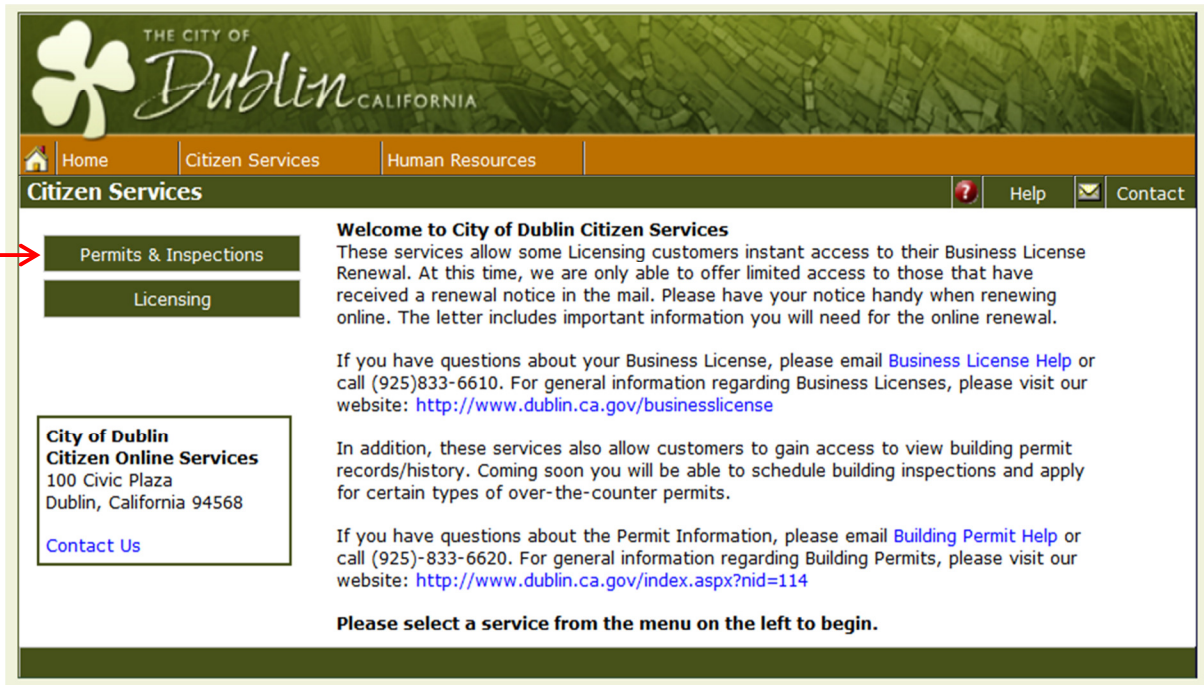 THE CITY OF
Dublin
CALIFORNIA
Home
Citizen Services
Human Resources
Citizen Services
?
Help
Contact
Permits & Inspections
Licensing
City of Dublin
Citizen Online Services
100 Civic Plaza
Dublin, California 94568
Contact Us
Welcome to City of Dublin Citizen Services
These services allow some Licensing customers instant access to their Business License
Renewal. At this time, we are only able to offer limited access to those that have
received a renewal notice in the mail. Please have your notice handy when renewing
online. The letter includes important information you will need for the online renewal.
If you have questions about your Business License, please email Business License Help or
call (925)833-6610. For general information regarding Business Licenses, please visit our
website: http://www.dublin.ca.gov/businesslicense
In addition, these services also allow customers to gain access to view building permit
records/history. Coming soon you will be able to schedule building inspections and apply
for certain types of over-the-counter permits.
If you have questions about the Permit Information, please email Building Permit Help or
call (925)-833-6620. For general information regarding Building Permits, please visit our
website: http://www.dublin.ca.gov/index.aspx?nid=114
Please select a service from the menu on the left to begin.